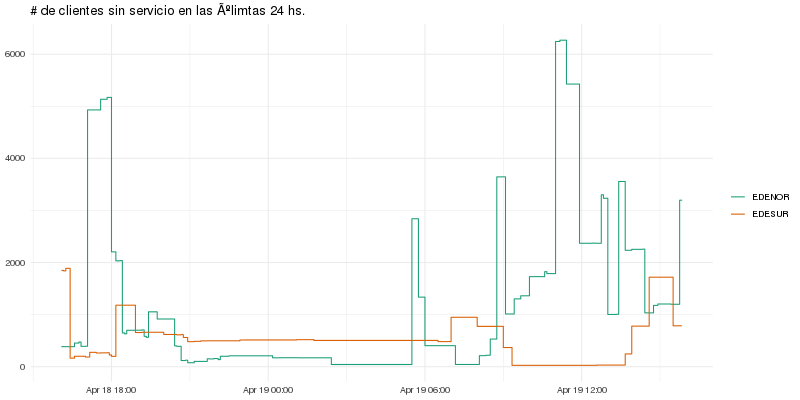 # de clientes sin servicio en las Ãºlimtas 24 hs.
6000
4000
2000
0
Apr 18 18:00
Apr 19 00:00
Apr 19 06:00
Apr 19 12:00
EDENOR
EDESUR